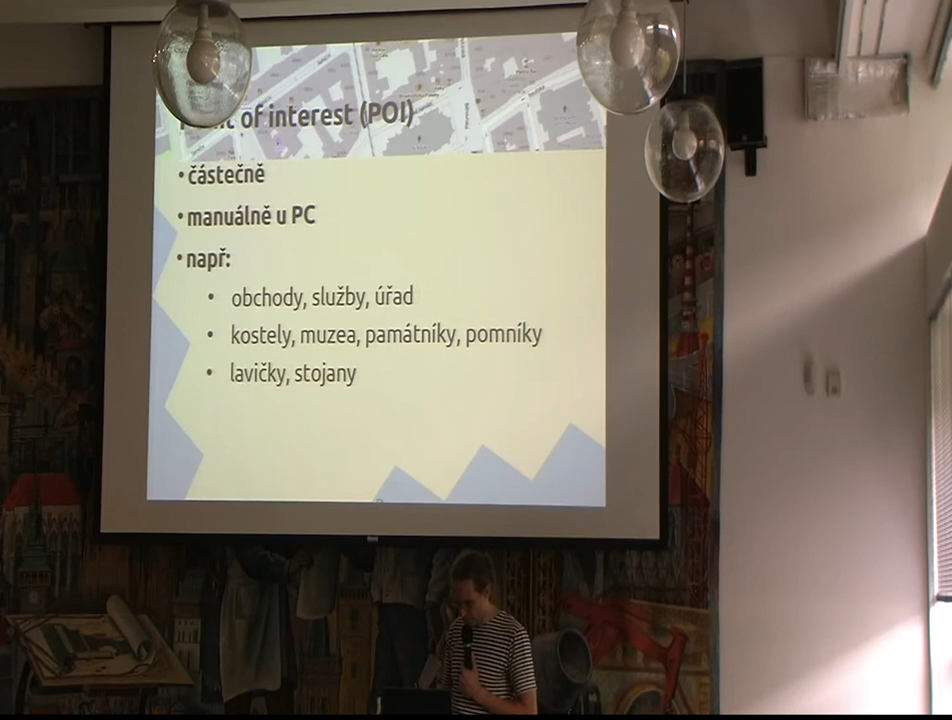 of interest (POI)
• částečně
• manuálně u PC
• např:
• obchody, služby, úřad
• kostely, muzea, památníky, pomníky
• lavičky, stojany